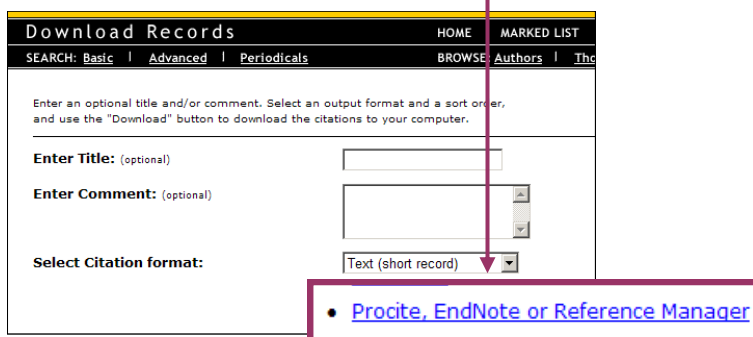 Download Records HOME MARKED LIST
SEARCH: Basic | Advanced | Periodicals BROWSE: Authors |
Enter an optional title and/or comment. Select an output format and a sort order,
and use the "Download" button to download the citations to your computer.
Enter Title: (optional)
Enter Comment: (optional)
Select Citation format: Text (short record)
• Procite, EndNote or Reference Manager